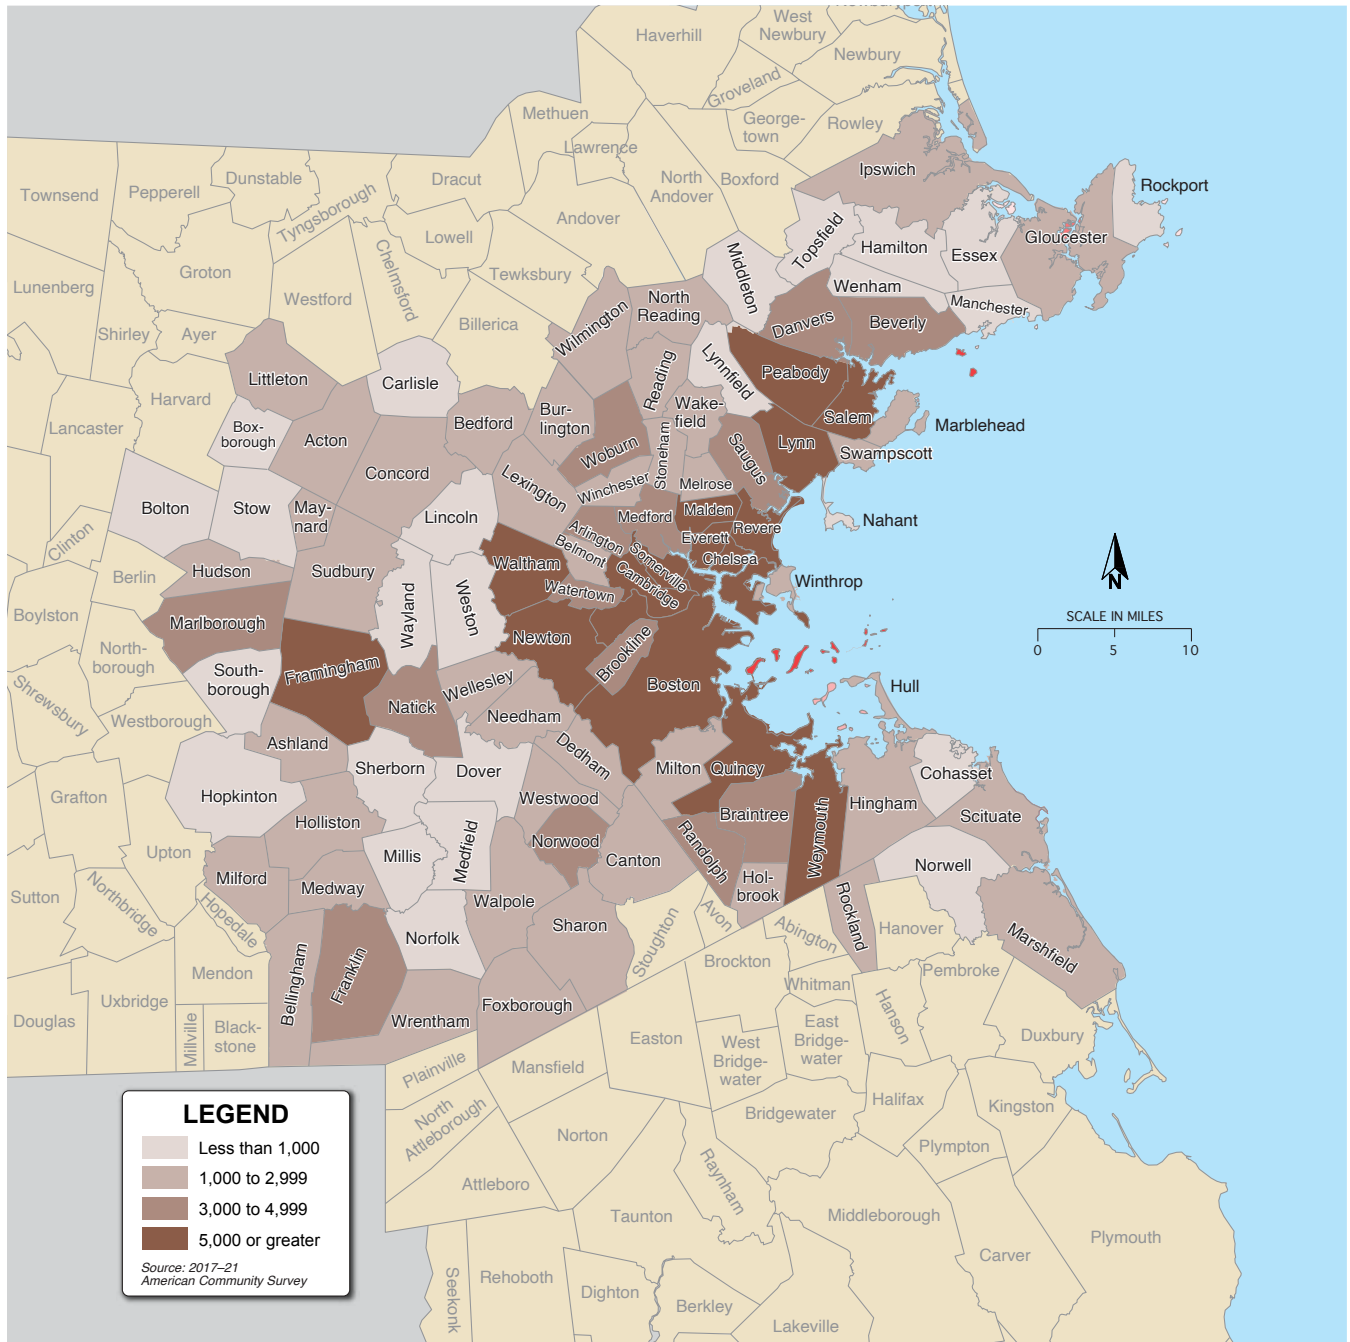 Haverhill
West
Newbury
Newbury
Groveland
Methuen
George-
town
Rowley
Lawrence
North
Andover
Boxford
Ipswich
Rockport
Townsend
Pepperell
Dunstable
Tyngsborough
Dracut
Andover
Lowell
Chelmsford
Topsfield
Hamilton
Essex
Gloucester
Groton
Tewksbury
Middleton
Lunenberg
Westford
Wenham
Manchester
Shirley
Ayer
Billerica
Wilmington
North
Reading
Danvers
Beverly
Littleton
Carlisle
Reading
Lynnfield
Peabody
Harvard
Lancaster
Box-
borough
Acton
Bedford
Bur-
lington
Wake-
field
Salem
Marblehead
Woburn
Stoneham
Saugus
Lynn
Swampscott
Concord
Lexington
Winchester
Melrose
Bolton
Stow
May-
nard
Lincoln
Medford
Malden
Revere
Nahant
Clinton
Arlington
Everett
Belmont
Somerville
Chelsea
Berlin
Hudson
Sudbury
Waltham
Cambridge
Winthrop
N
Boylston
Wayland
Weston
Watertown
SCALE IN MILES
0 5 10
Marlborough
North-
borough
Newton
Brookline
Framingham
South-
borough
Shrewsbury
Westborough
Natick
Wellesley
Boston
Hull
Needham
Ashland
Dedham
Sherborn
Dover
Milton
Quincy
Cohasset
Grafton
Hopkinton
Westwood
Braintree
Weymouth
Hingham
Scituate
Holliston
Medfield
Norwood
Randolph
Upton
Millis
Canton
Norwell
Sutton
Northbridge
Milford
Medway
Hol-
brook
Hopedale
Walpole
Rockland
Sharon
Stoughton
Avon
Abington
Hanover
Marshfield
Norfolk
Mendon
Bellingham
Franklin
Brockton
Pembroke
Whitman
Uxbridge
Foxborough
Hanson
Douglas
Millville
Black-
stone
Wrentham
Easton
West
Bridge-
water
East
Bridge-
water
Duxbury
Plainville
Mansfield
North
Attleborough
Halifax
Kingston
Bridgewater
Norton
Plympton
Raynham
Attleboro
Taunton
Middleborough
Plymouth
Carver
Seekonk
Rehoboth
Dighton
Berkley
Lakeville
LEGEND
Less than 1,000
1,000 to 2,999
3,000 to 4,999
5,000 or greater
Source: 2017–21
American Community Survey